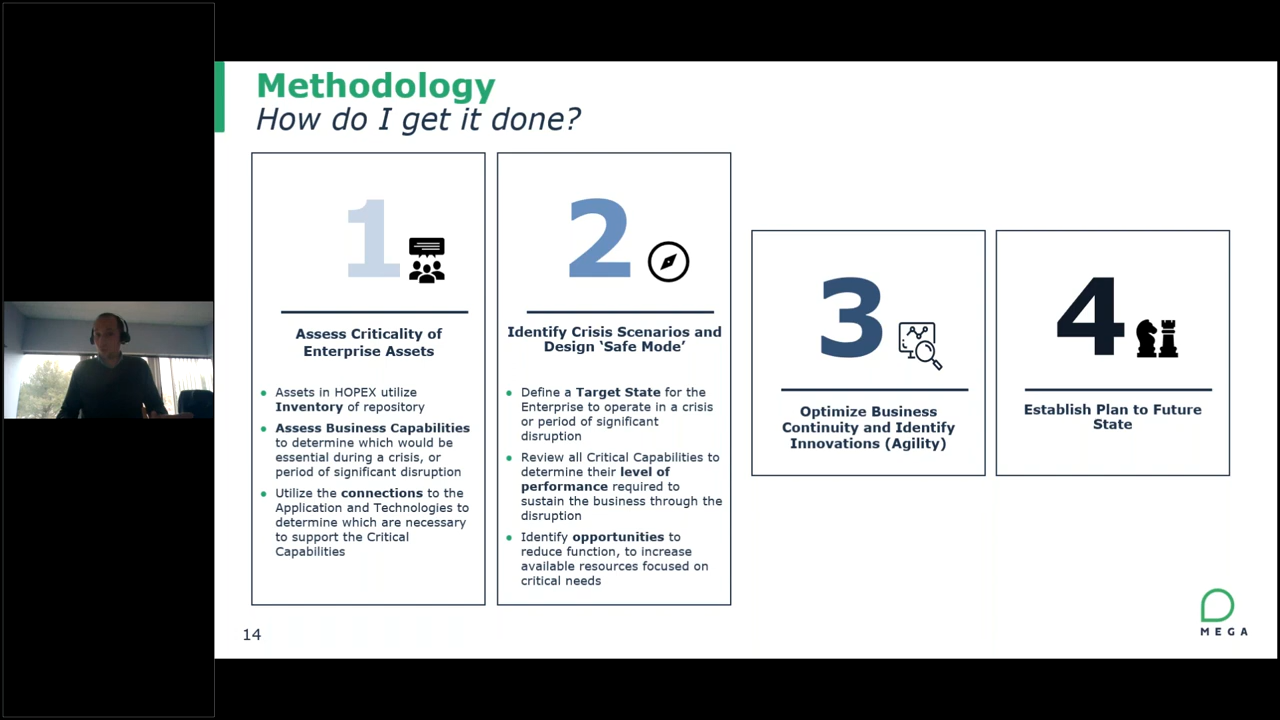 Methodology
How do I get it done?
1
Assess Criticality of
Enterprise Assets
• Assets in HOPEX utilize
Inventory of repository
• Assess Business Capabilities
to determine which would be
essential during a crisis, or
period of significant disruption
• Utilize the connections to the
Application and Technologies to
determine which are necessary
to support the Critical
Capabilities
2
Identify Crisis Scenarios and
Design ‘Safe Mode’
• Define a Target State for the
Enterprise to operate in a crisis
or period of significant
disruption
• Review all Critical Capabilities to
determine their level of
performance required to
sustain the business through the
disruption
• Identify opportunities to
reduce function, to increase
available resources focused on
critical needs
3
Optimize Business
Continuity and Identify
Innovations (Agility)
4
Establish Plan to Future
State
14
MEGA